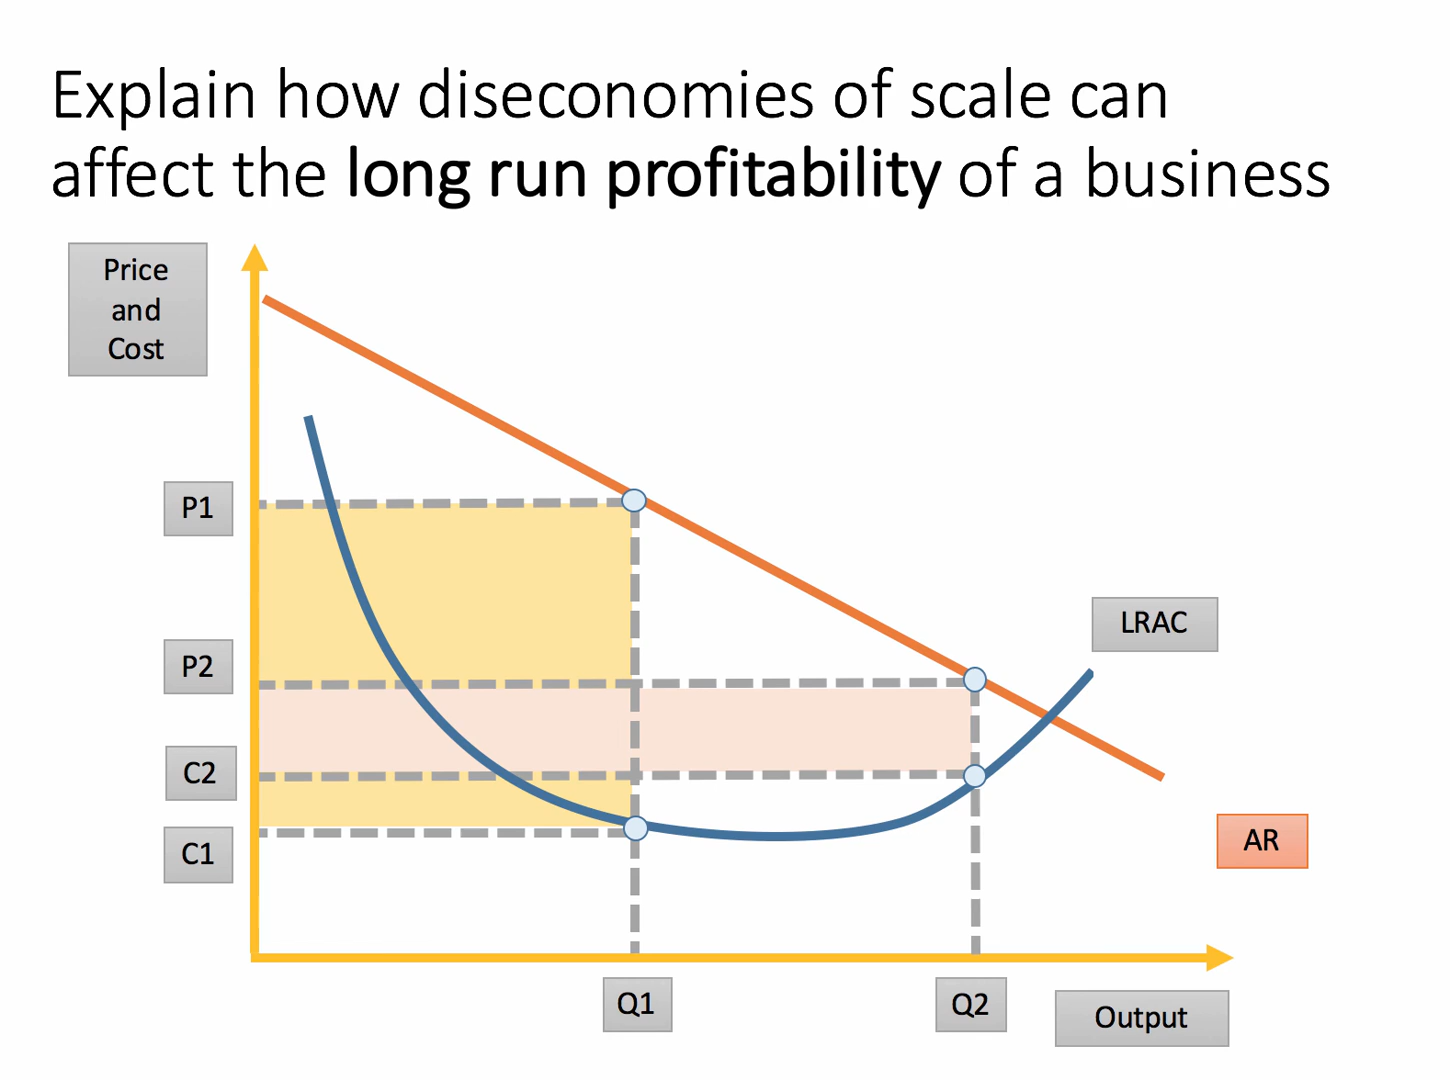 Explain how diseconomies of scale can
affect the long run profitability of a business
Price
and
Cost
P1
P2
C2
C1
LRAC
AR
Q1
Q2
Output